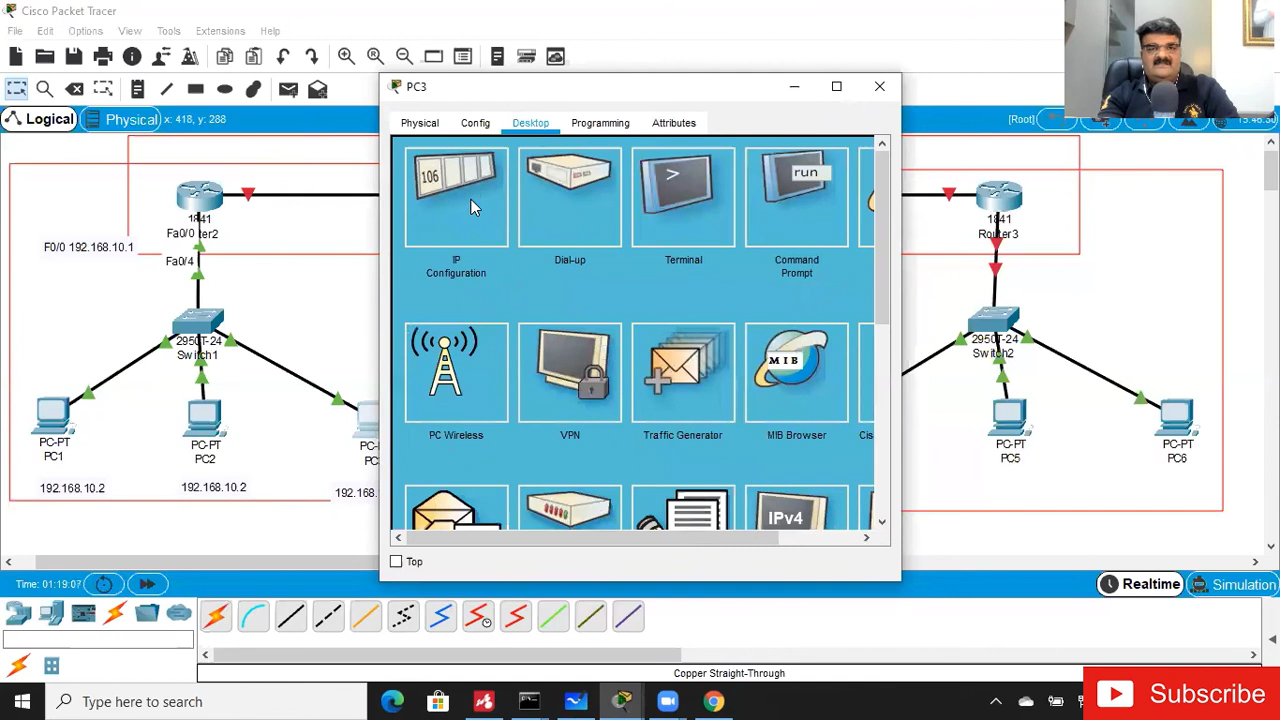 Cisco Packet Tracer
File Edit Options View Tools Extensions Window Help
Logical
Physical
x: 418, y: 288
[Root]
PC3
Physical
Config
Desktop
Programming
Attributes
106
>
run
IP
Configuration
Dial-up
Terminal
Command
Prompt
MIB
PC Wireless
VPN
Traffic Generator
MIB Browser
IPv4
Top
1841
Fa0/0
F0/0 192.168.10.1
Fa0/4
2950T-24
Switch1
PC-PT
PC1
PC-PT
PC2
192.168.10.2
192.168.10.2
192.168.
1841
Router3
2950T-24
Switch2
PC-PT
PC5
PC-PT
PC6
Time: 01:19:07
Realtime
Simulation
Copper Straight-Through
Type here to search
Subscribe